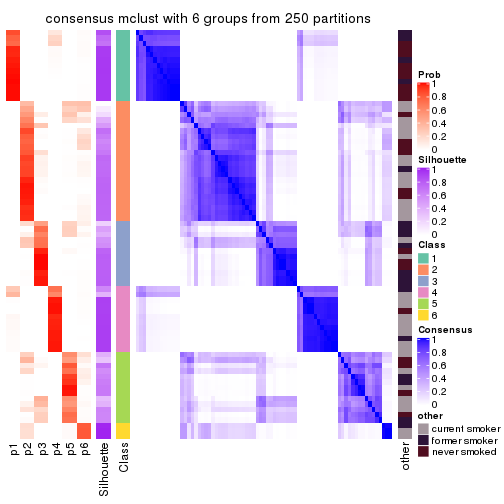 consensus mclust with 6 groups from 250 partitions
Prob
1
0.8
0.6
0.4
0.2
0
Silhouette
1
0.8
0.6
0.4
0.2
0
Class
1
2
3
4
5
6
Consensus
1
0.8
0.6
0.4
0.2
0
other
current smoker
former smoker
never smoked
p1
p2
p3
p4
p5
p6
Silhouette
Class
other